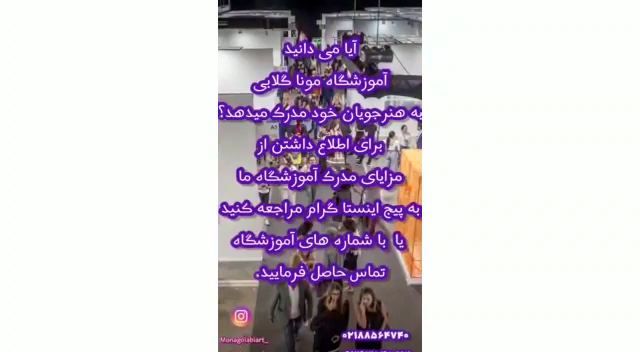 آیا می دانید
آموزشگاه مونا گلابی
به هنرجویان خود مدرک میدهد؟
برای اطلاع داشتن از
مزایای مدرک آموزشگاه ما
به پیج اینستا گرام مراجعه کنید
یا با شماره های آموزشگاه
تماس حاصل فرمایید.
Monagolabiart_
۰۲۱۸۸۵۶۴۷۴۰